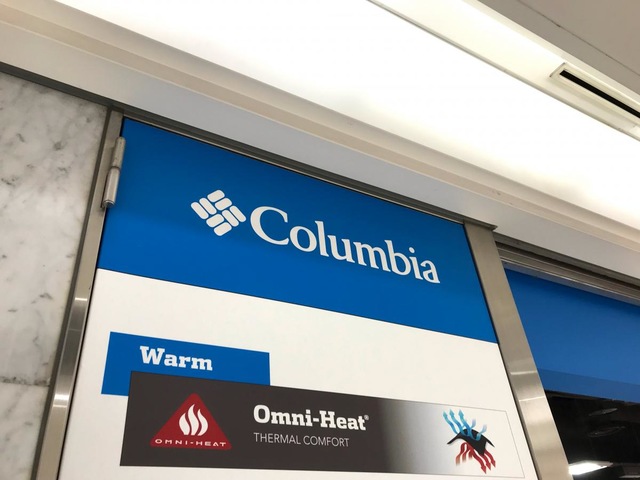 Columbia
Warm
Omni-Heat®
THERMAL COMFORT
OMNI-HEAT